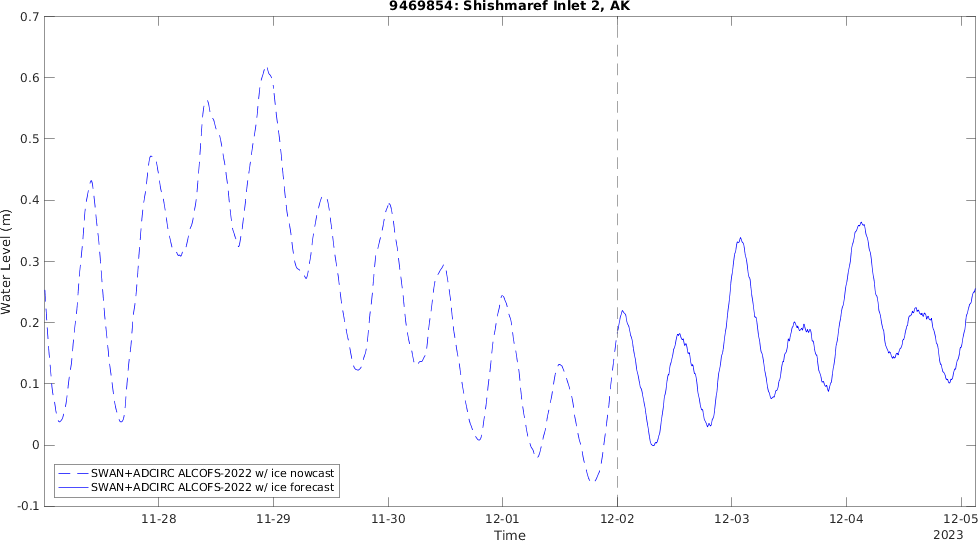 9469854: Shishmaref Inlet 2, AK
0.7
0.6
0.5
0.4
0.3
0.2
0.1
0
-0.1
Water Level (m)
SWAN+ADCIRC ALCOFS-2022 w/ ice nowcast
SWAN+ADCIRC ALCOFS-2022 w/ ice forecast
11-28 11-29 11-30 12-01 12-02 12-03 12-04 12-05
Time 2023